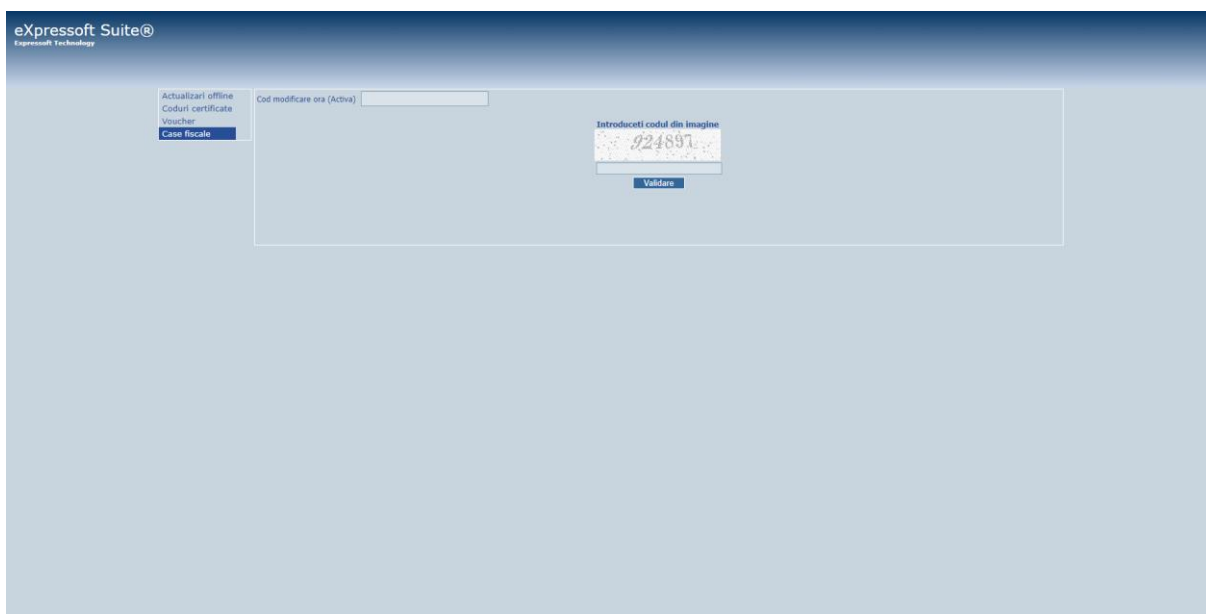 eXpressoft Suite®
Expressoft Technology
Actualizari offline
Coduri certificate
Voucher
Case fiscale
Cod modificare ora (Activa)
Introduceti codul din imagine
924897
Validare